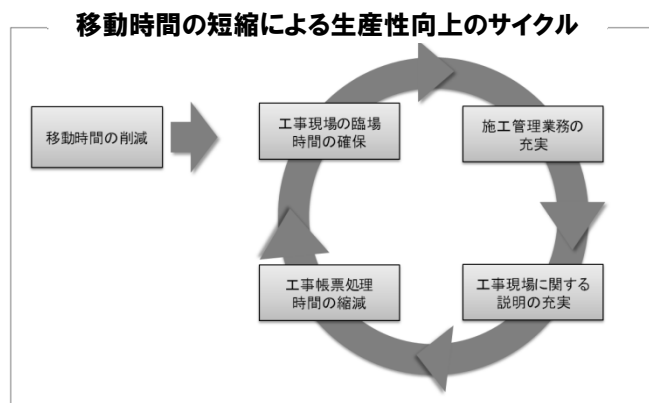 移動時間の短縮による生産性向上のサイクル
移動時間の削減
工事現場の臨場
時間の確保
施工管理業務の
充実
工事帳票処理
時間の縮減
工事現場に関する
説明の充実